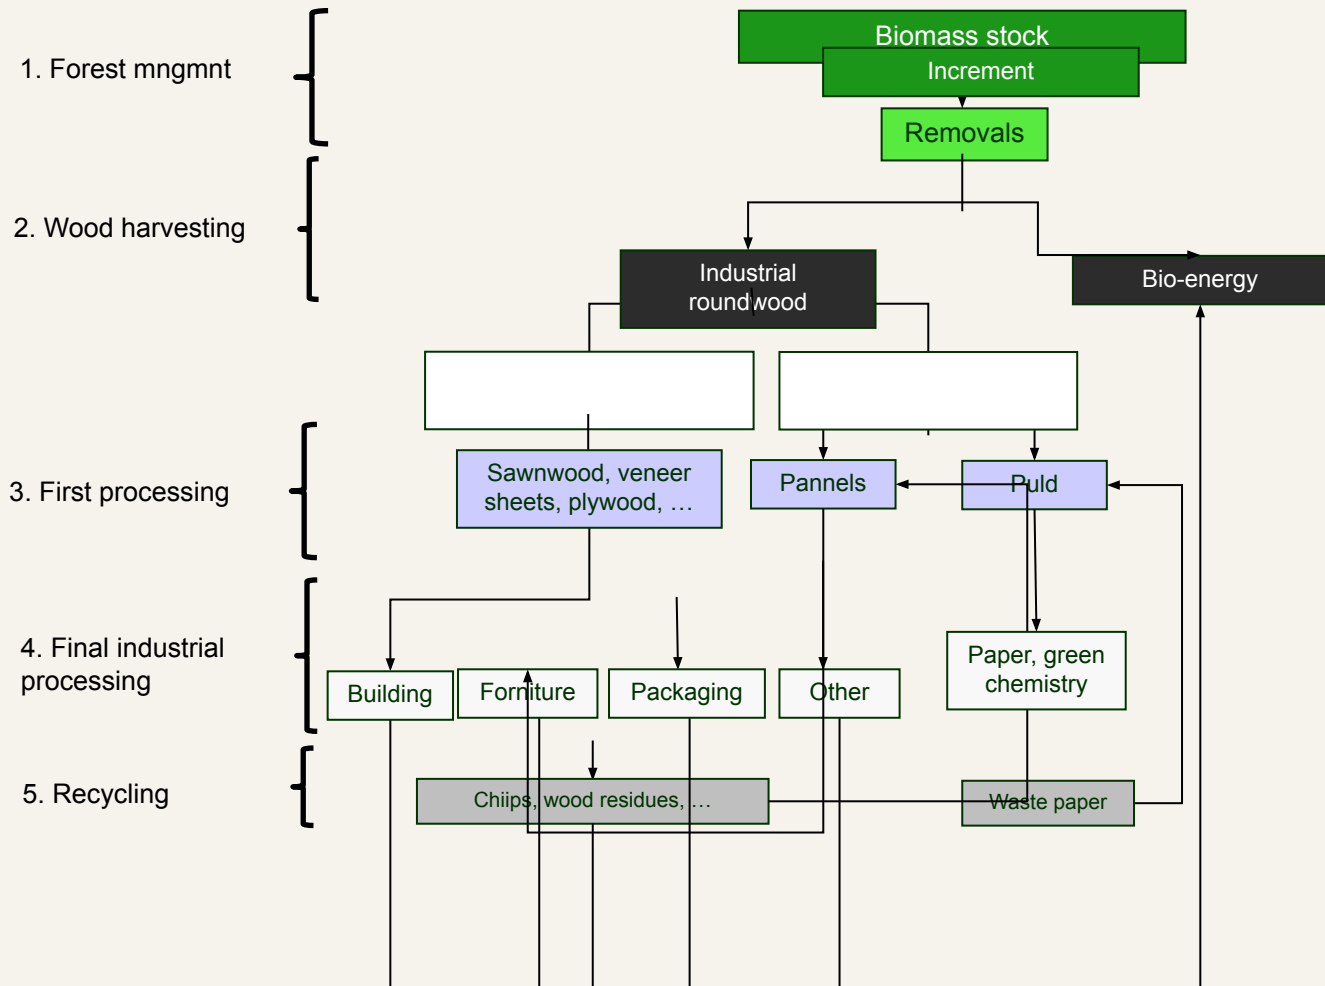 Biomass stock
1. Forest mngmnt
Increment
Removals
2. Wood harvesting
Industrial
roundwood
Bio-energy
3. First processing
Sawnwood, veneer
sheets, plywood, …
Pannels
Puld
4. Final industrial
processing
Paper, green
chemistry
Building
Forniture
Packaging
Other
5. Recycling
Chiips, wood residues, …
Waste paper